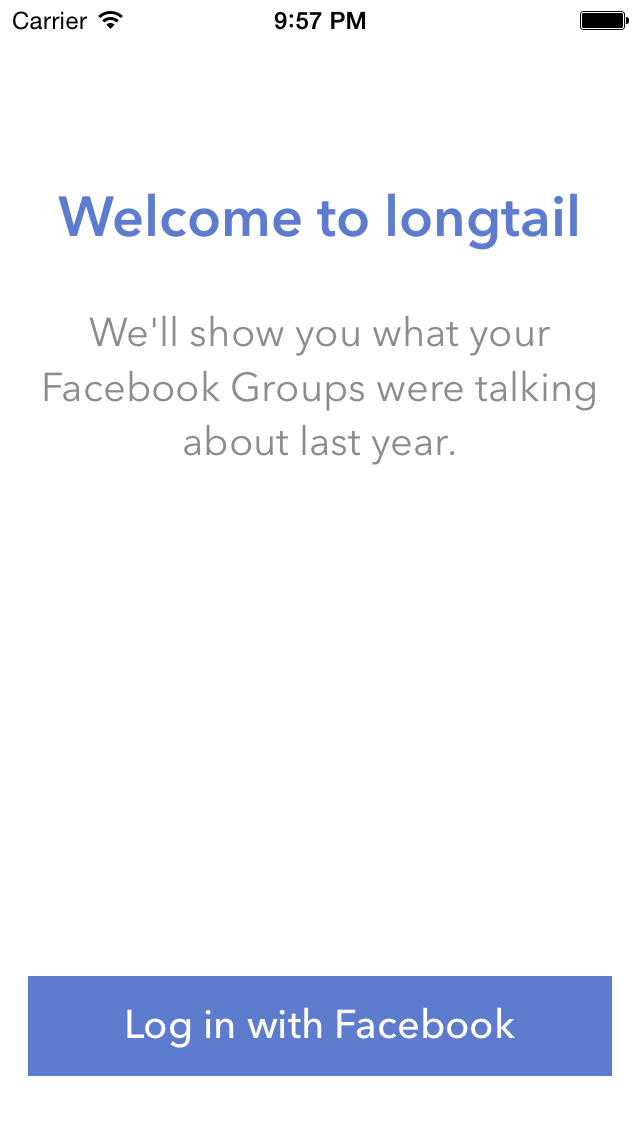 Carrier 9:57 PM
Welcome to longtail
We'll show you what your
Facebook Groups were talking
about last year.
Log in with Facebook